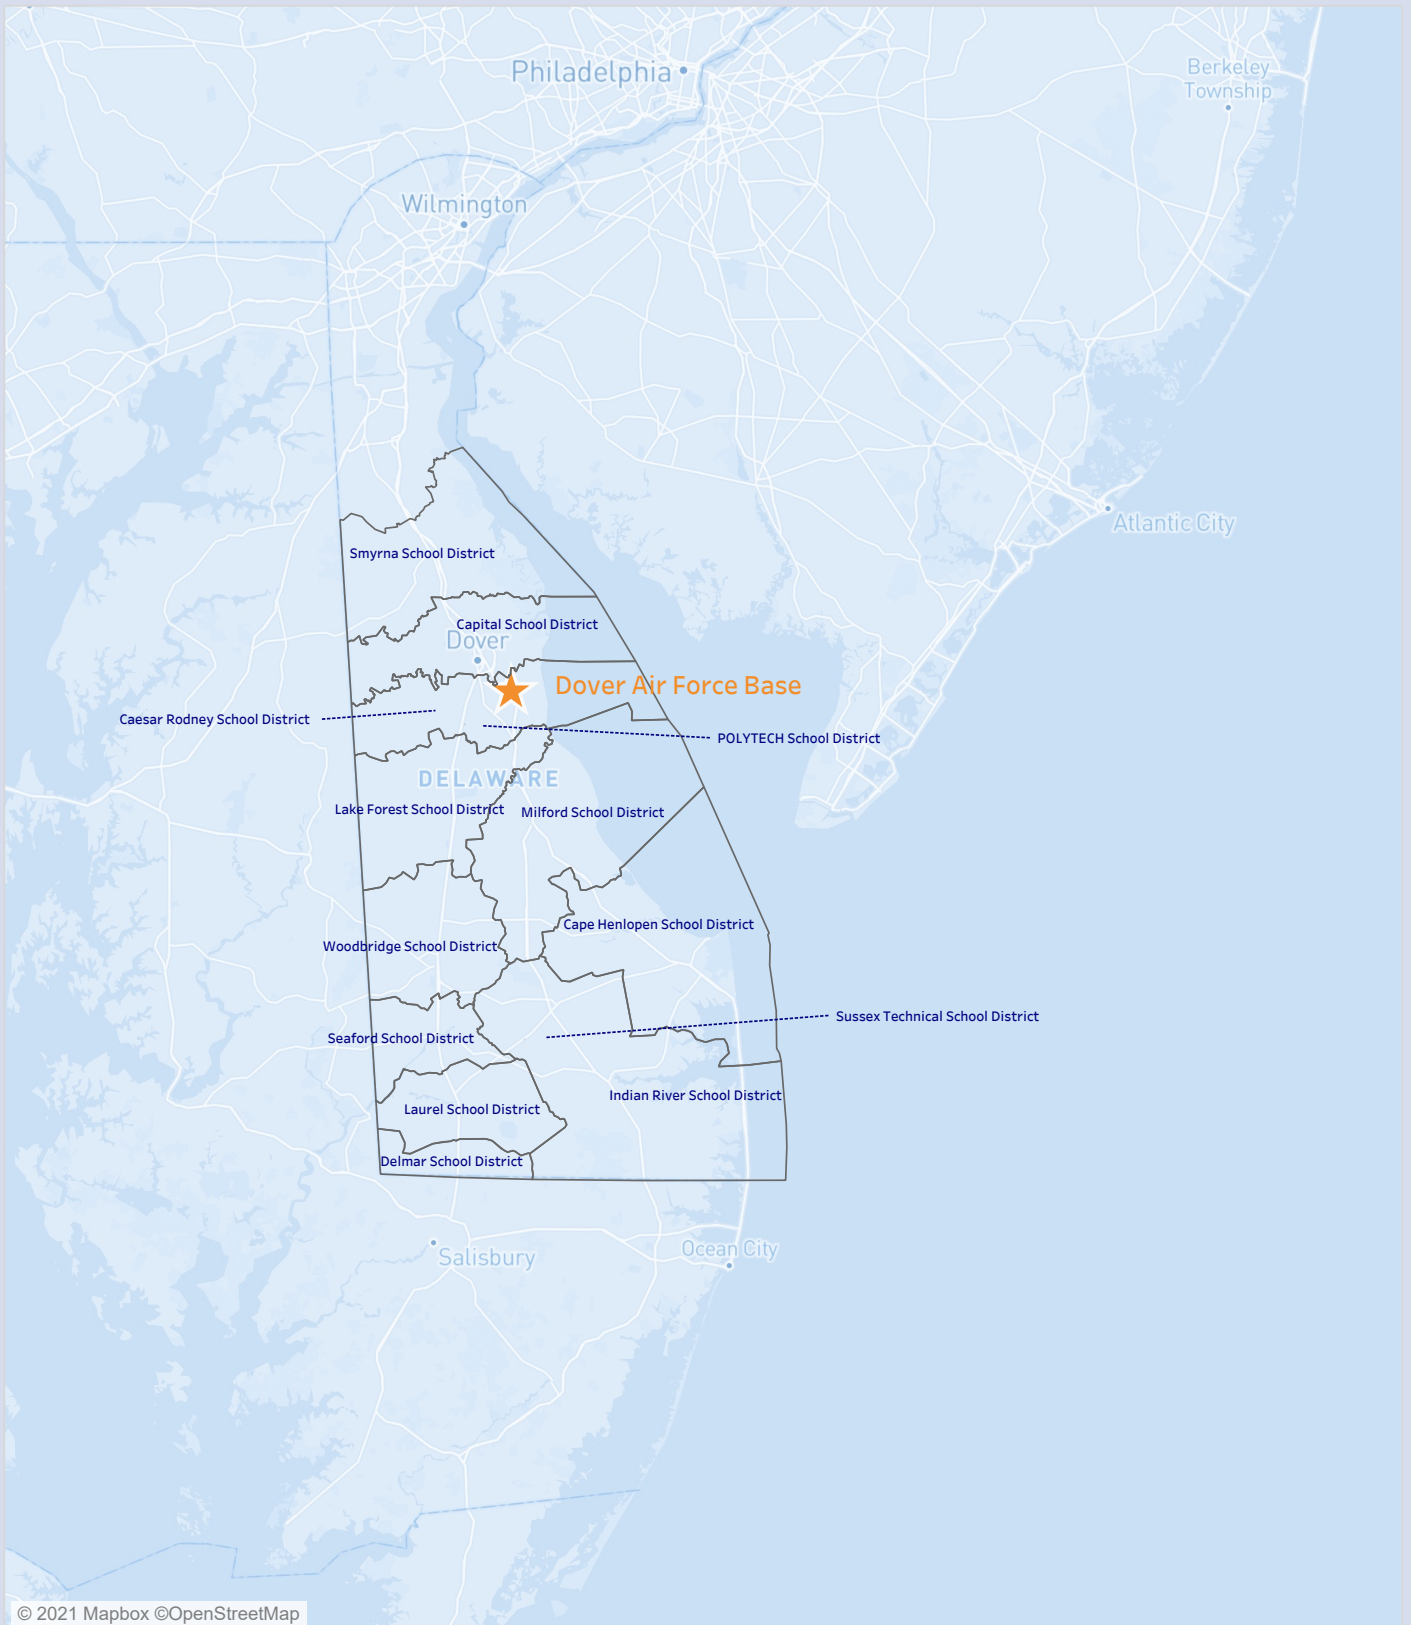 Philadelphia
Berkeley
Township
Wilmington
Atlantic City
Smyrna School District
Capital School District
Dover
Dover Air Force Base
Caesar Rodney School District
POLYTECH School District
DELAWARE
Lake Forest School District
Milford School District
Cape Henlopen School District
Woodbridge School District
Sussex Technical School District
Seaford School District
Indian River School District
Laurel School District
Delmar School District
Salisbury
Ocean City
© 2021 Mapbox ©OpenStreetMap